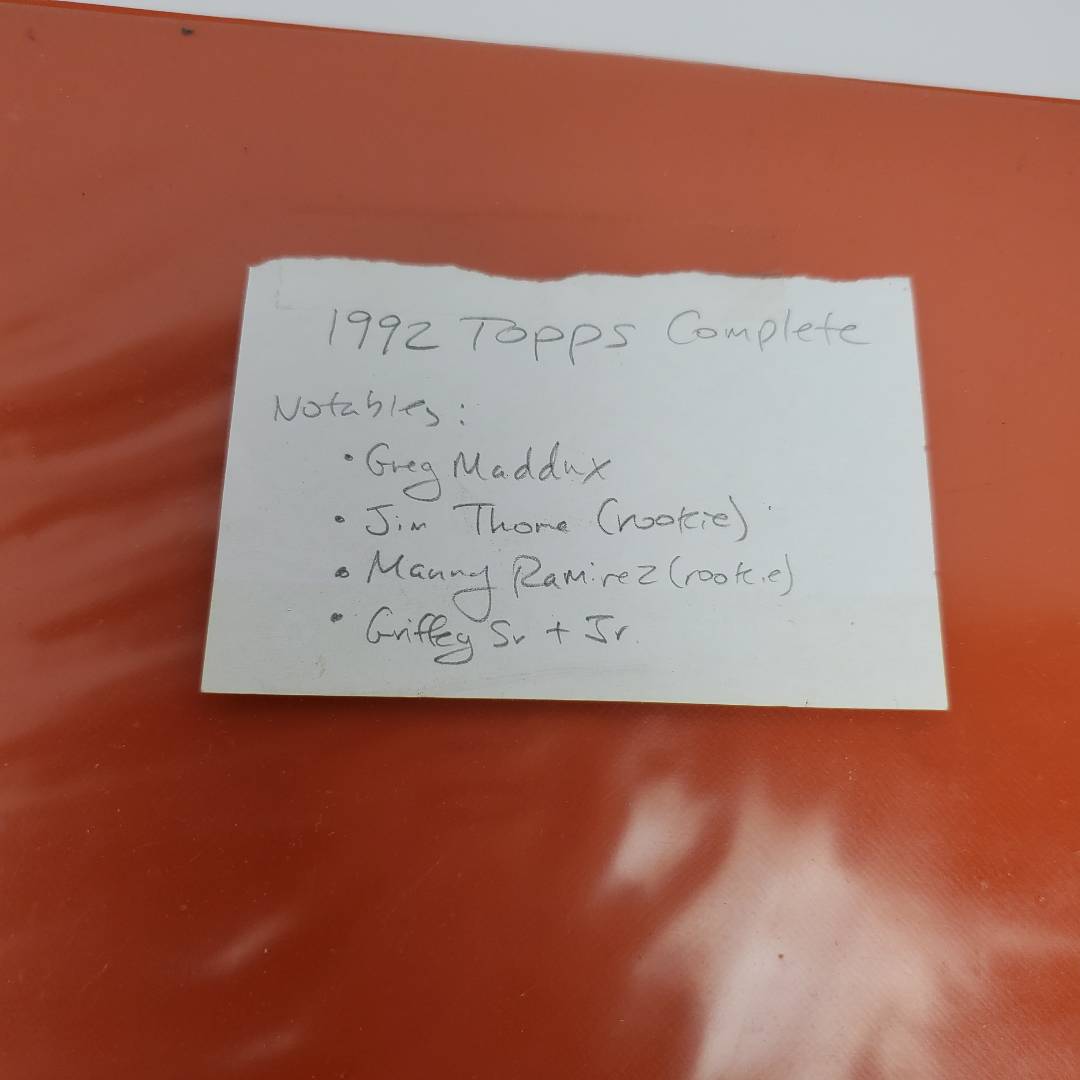 1992 Topps Complete
Notables:
• Greg Maddux
• Jim Thome (rookie)
• Manny Ramirez (rookie)
• Griffey Sr + Jr.